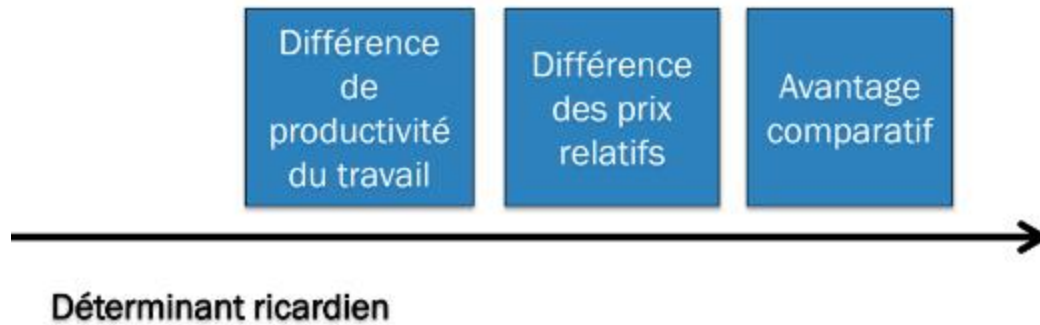 Différence
de
productivité
du travail
Différence
des prix
relatifs
Avantage
comparatif
Déterminant ricardien